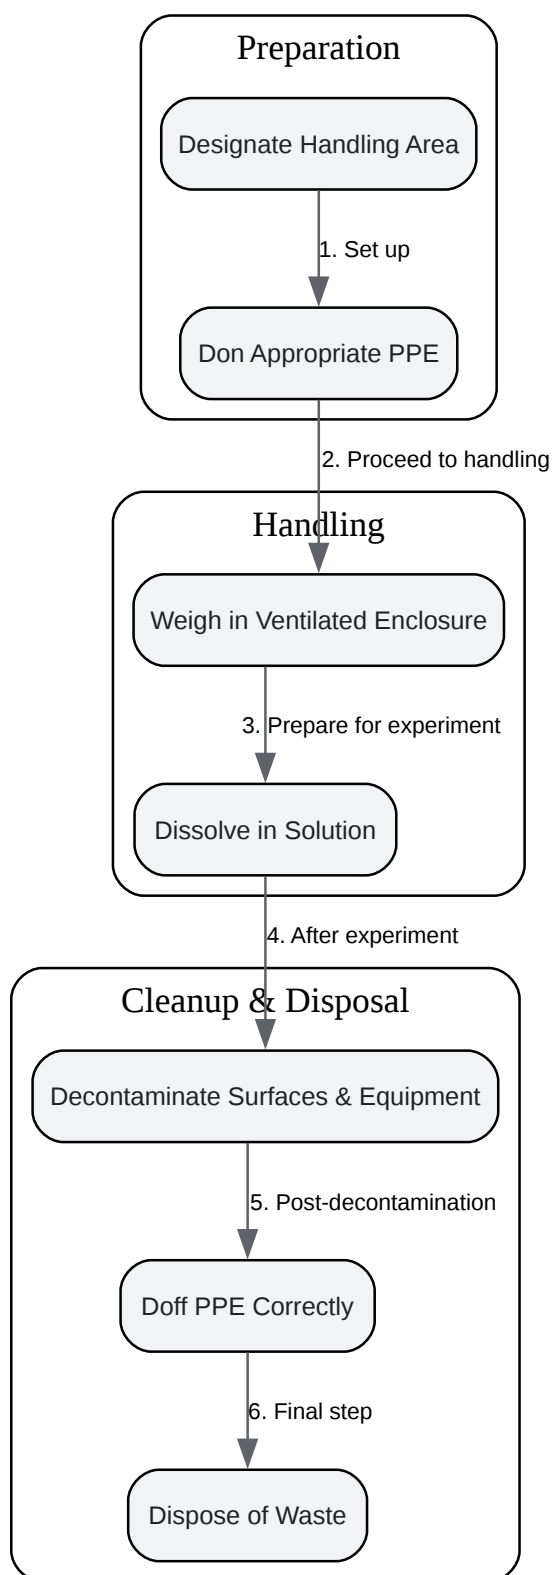 Preparation
Designate Handling Area
1. Set up
Don Appropriate PPE
2. Proceed to handling
Handling
Weigh in Ventilated Enclosure
3. Prepare for experiment
Dissolve in Solution
4. After experiment
Cleanup & Disposal
Decontaminate Surfaces & Equipment
5. Post-decontamination
Doff PPE Correctly
6. Final step
Dispose of Waste